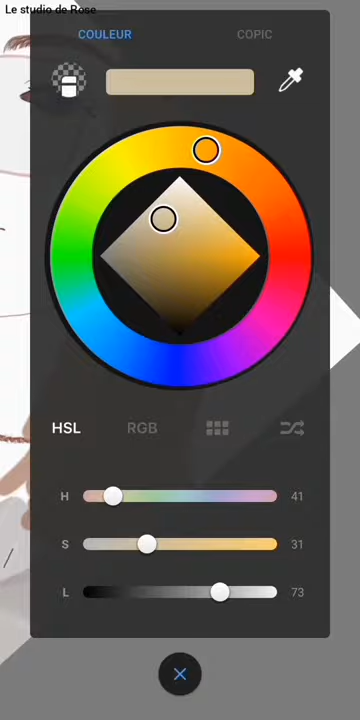 Le studio de Rose
COULEUR COPIC
HSL RGB
H 41
S 31
L 73